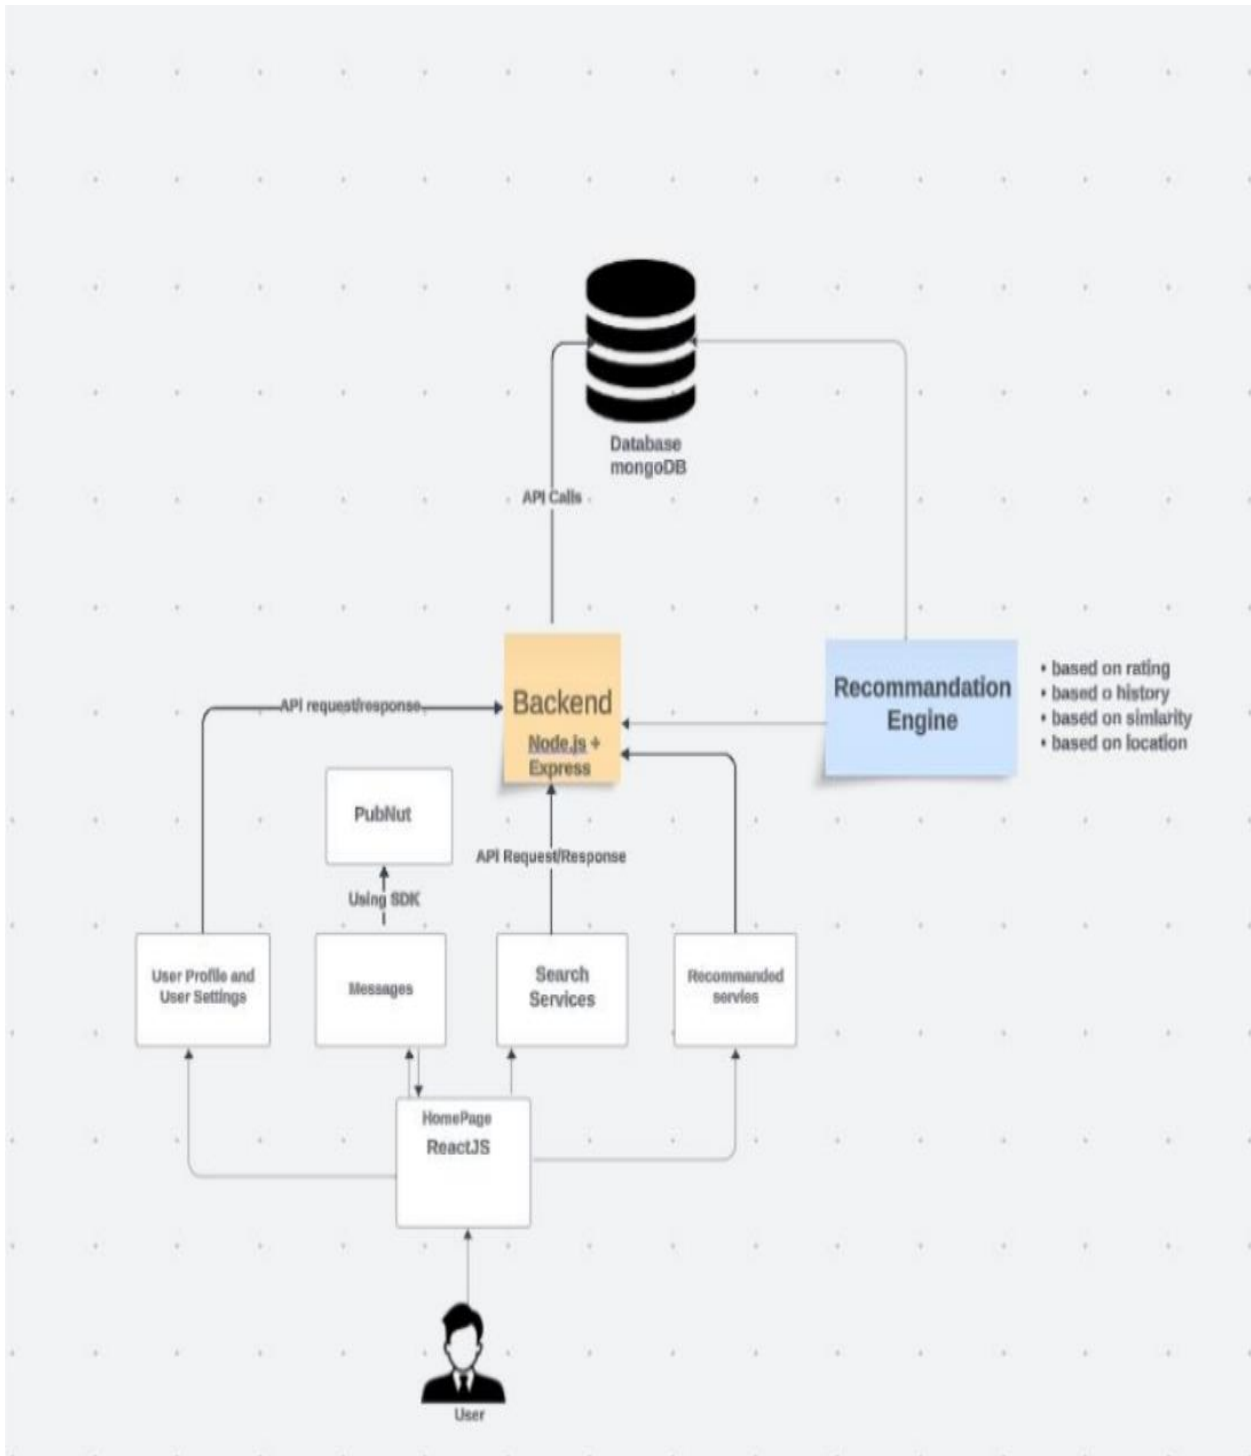 Database
mongoDB
API Calls
Backend
Node.js +
Express
Recommandation
Engine
• based on rating
• based o history
• based on simlarity
• based on location
API request/response
PubNut
API Request/Response
Using SDK
User Profile and
User Settings
Messages
Search
Services
Recommanded
servies
HomePage
ReactJS
User